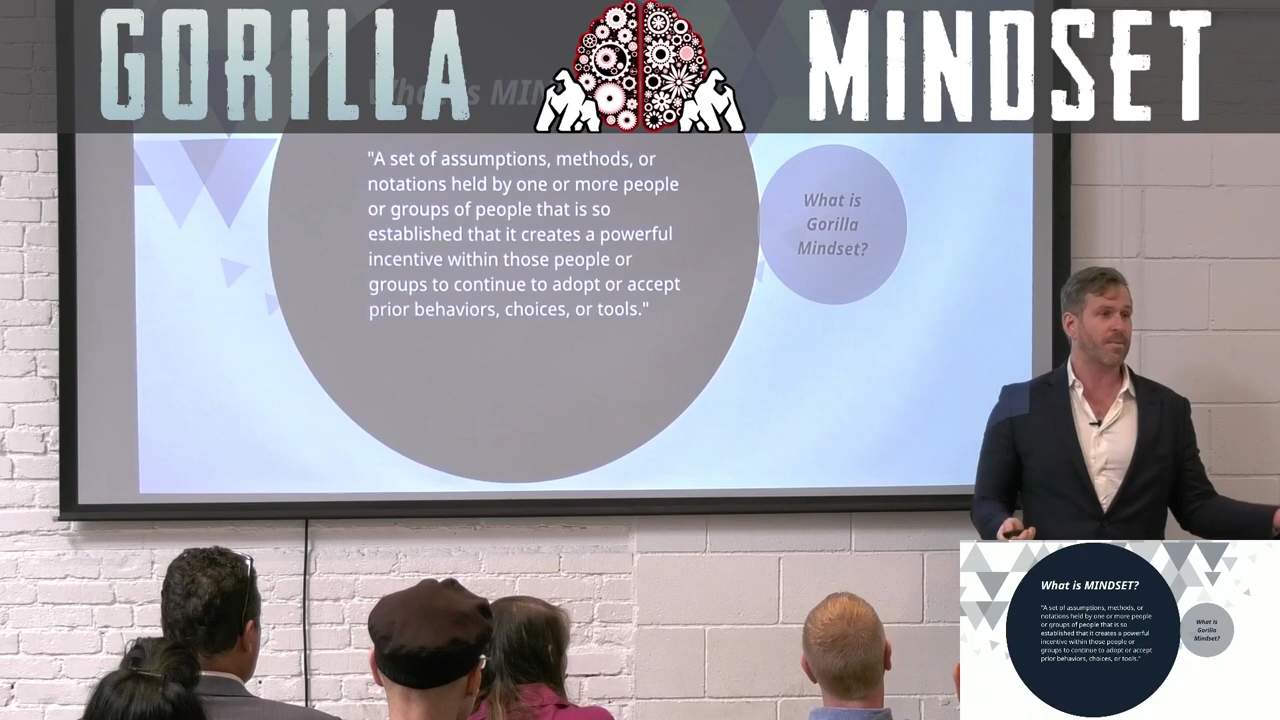 GORILLA MINDSET
What is MIN
"A set of assumptions, methods, or
notations held by one or more people
or groups of people that is so
established that it creates a powerful
incentive within those people or
groups to continue to adopt or accept
prior behaviors, choices, or tools."
What is
Gorilla
Mindset?
What is MINDSET?
"A set of assumptions, methods, or
notations held by one or more people
or groups of people that is so
established that it creates a powerful
incentive within those people or
groups to continue to adopt or accept
prior behaviors, choices, or tools."
What is
Gorilla
Mindset?